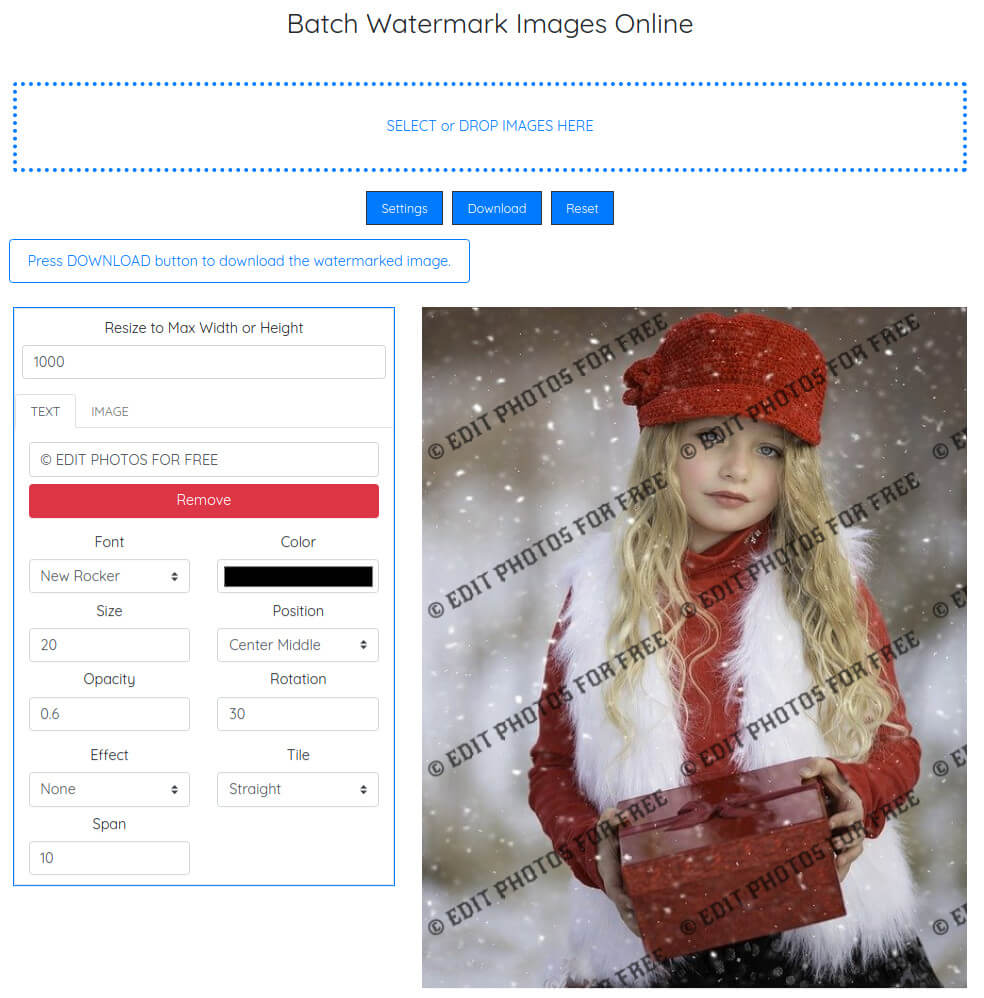 Batch Watermark Images Online
SELECT or DROP IMAGES HERE
Settings Download Reset
Press DOWNLOAD button to download the watermarked image.
Resize to Max Width or Height
1000
TEXT IMAGE
© EDIT PHOTOS FOR FREE
Remove
Font Color
New Rocker
Size Position
20 Center Middle
Opacity Rotation
0.6 30
Effect Tile
None Straight
Span
10
© EDIT PHOTOS FOR FREE
© EDIT PHOTOS FOR FREE
© ED
© EDIT PHOTOS FOR FREE
© EDIT PHOTOS FOR FREE
© ED
© EDIT PHOTOS FOR FREE
© EDIT PHOTOS FOR FREE
© ED
© EDIT PHOTOS FOR FREE
© EDIT PHOTOS FOR FREE
© ED